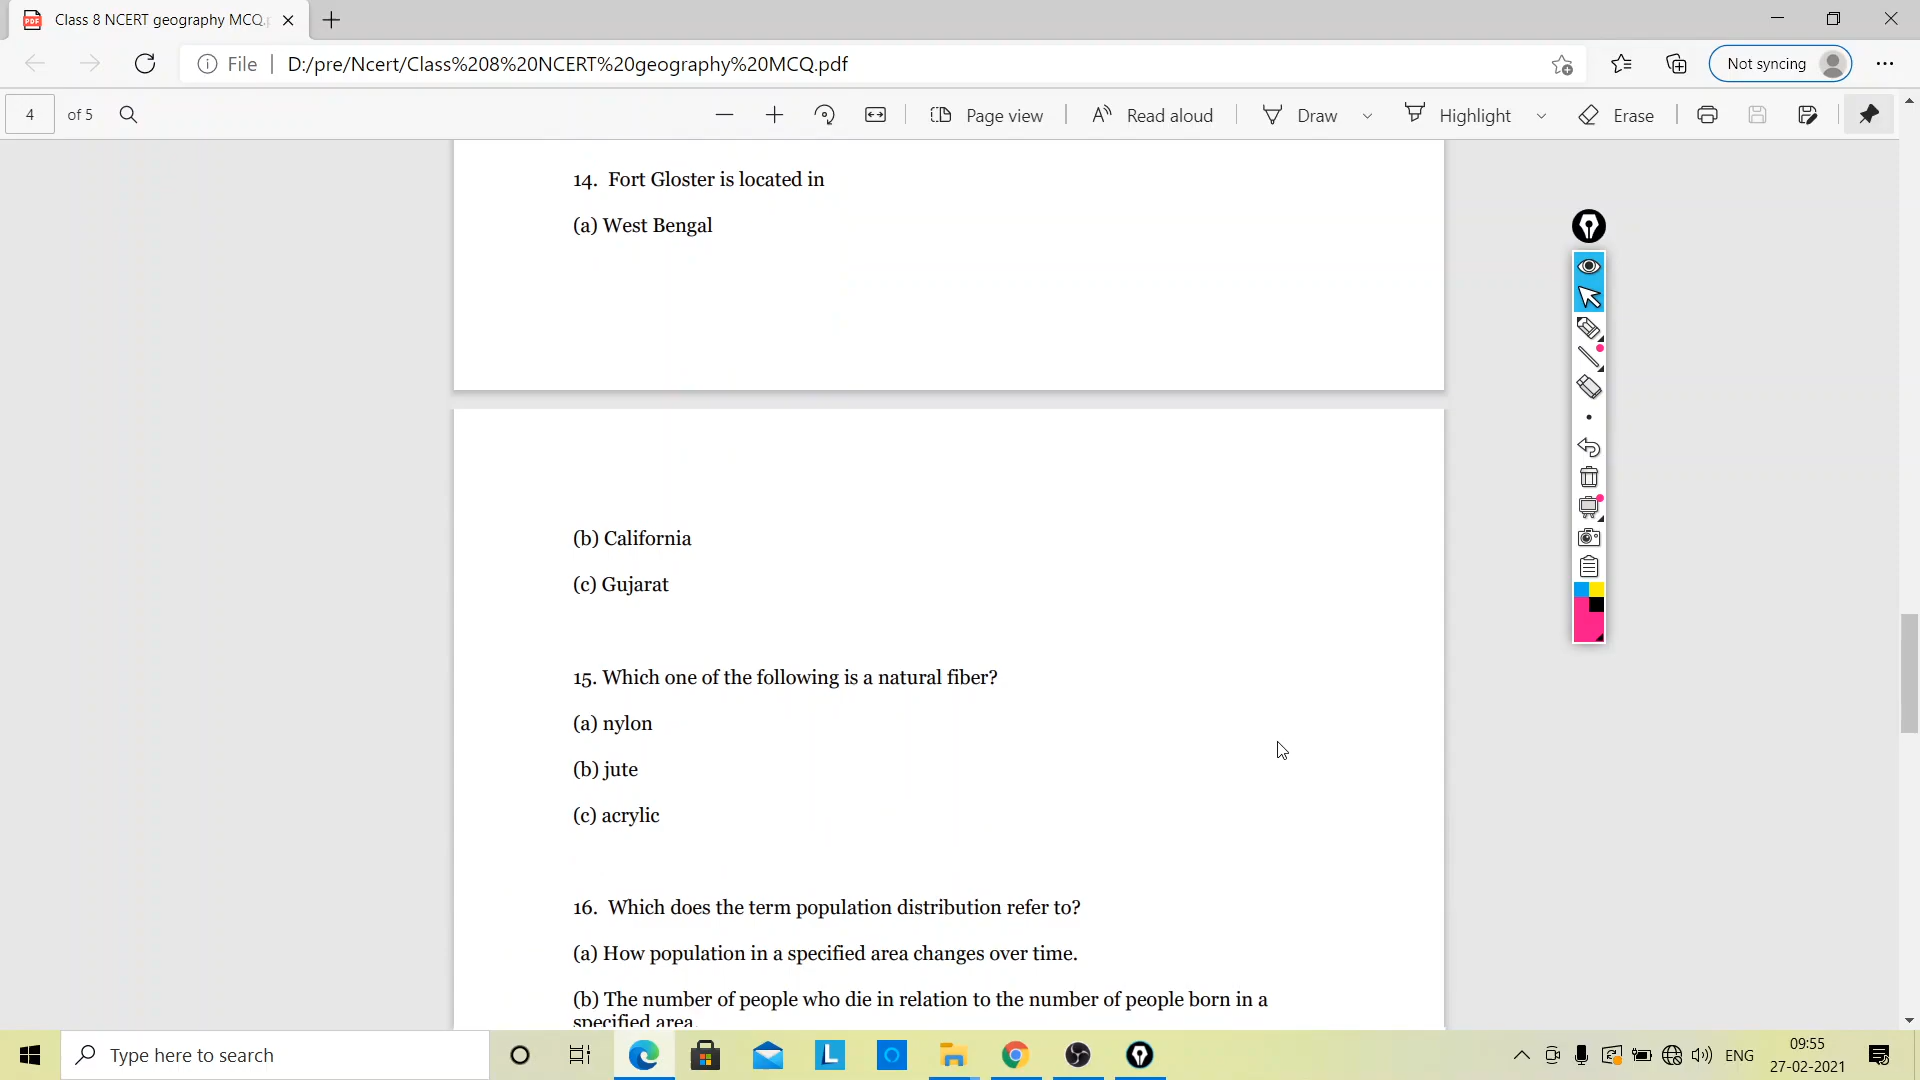 Class 8 NCERT geography MCQ.p
File
D:/pre/Ncert/Class%208%20NCERT%20geography%20MCQ.pdf
Not syncing
4 of 5
Page view
Read aloud
Draw
Highlight
Erase
14. Fort Gloster is located in
(a) West Bengal
(b) California
(c) Gujarat
15. Which one of the following is a natural fiber?
(a) nylon
(b) jute
(c) acrylic
16. Which does the term population distribution refer to?
(a) How population in a specified area changes over time.
(b) The number of people who die in relation to the number of people born in a
specified area.
Type here to search
ENG
09:55
27-02-2021